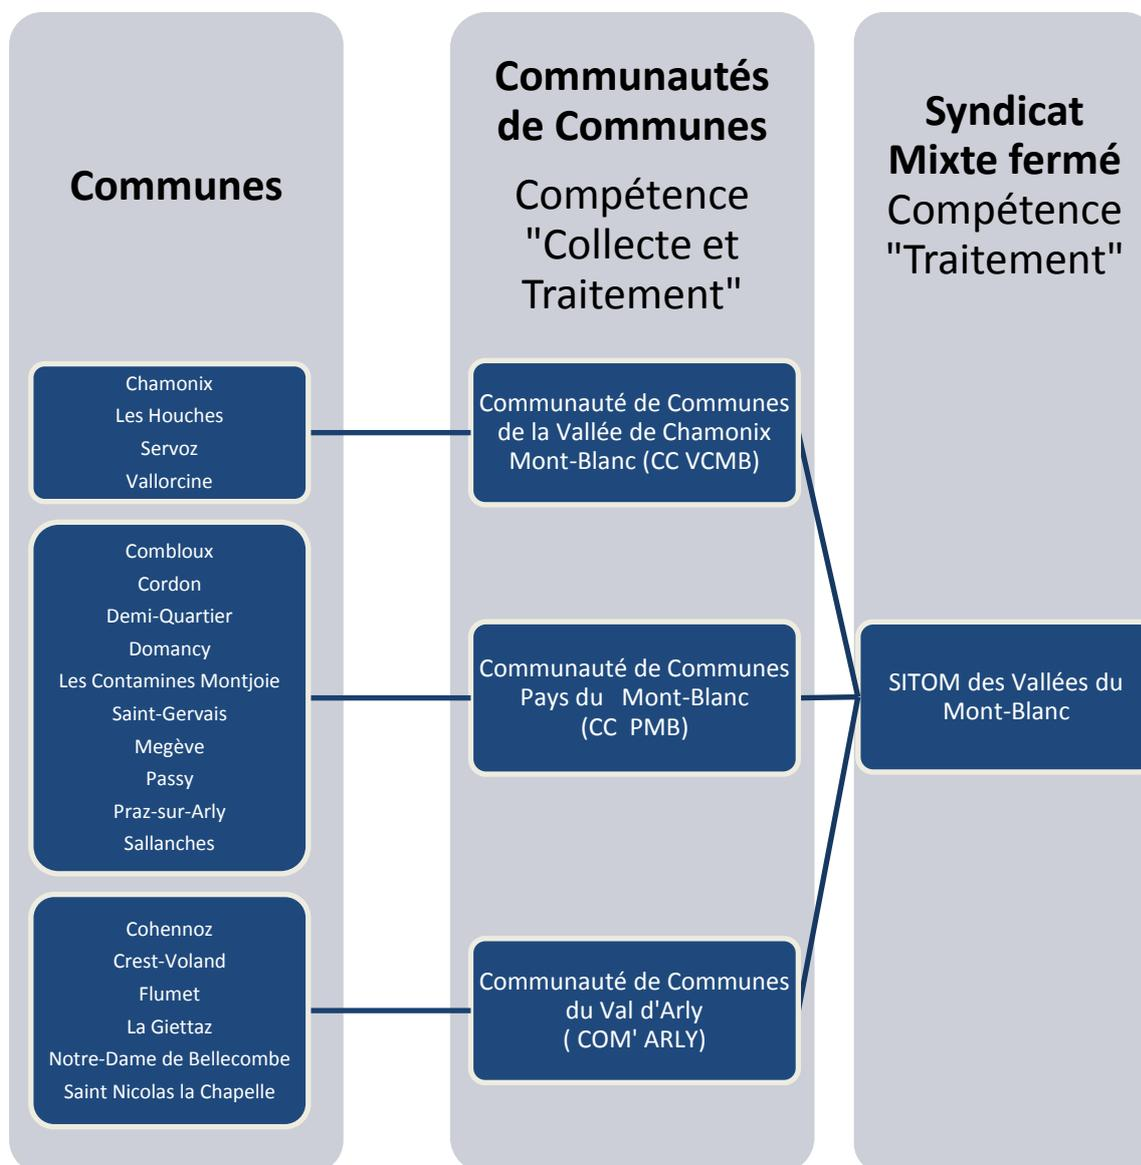 Communes
Chamonix
Les Houches
Servoz
Vallorcine
Combloux
Cordon
Demi-Quartier
Domancy
Les Contamines Montjoie
Saint-Gervais
Megève
Passy
Praz-sur-Arly
Sallanches
Cohennoz
Crest-Voland
Flumet
La Giettaz
Notre-Dame de Bellecombe
Saint Nicolas la Chapelle
Communautés
de Communes
Compétence
"Collecte et
Traitement"
Communauté de Communes
de la Vallée de Chamonix
Mont-Blanc (CC VCMB)
Communauté de Communes
Pays du Mont-Blanc
(CC PMB)
Communauté de Communes
du Val d'Arly
( COM' ARLY)
Syndicat
Mixte fermé
Compétence
"Traitement"
SITOM des Vallées du
Mont-Blanc